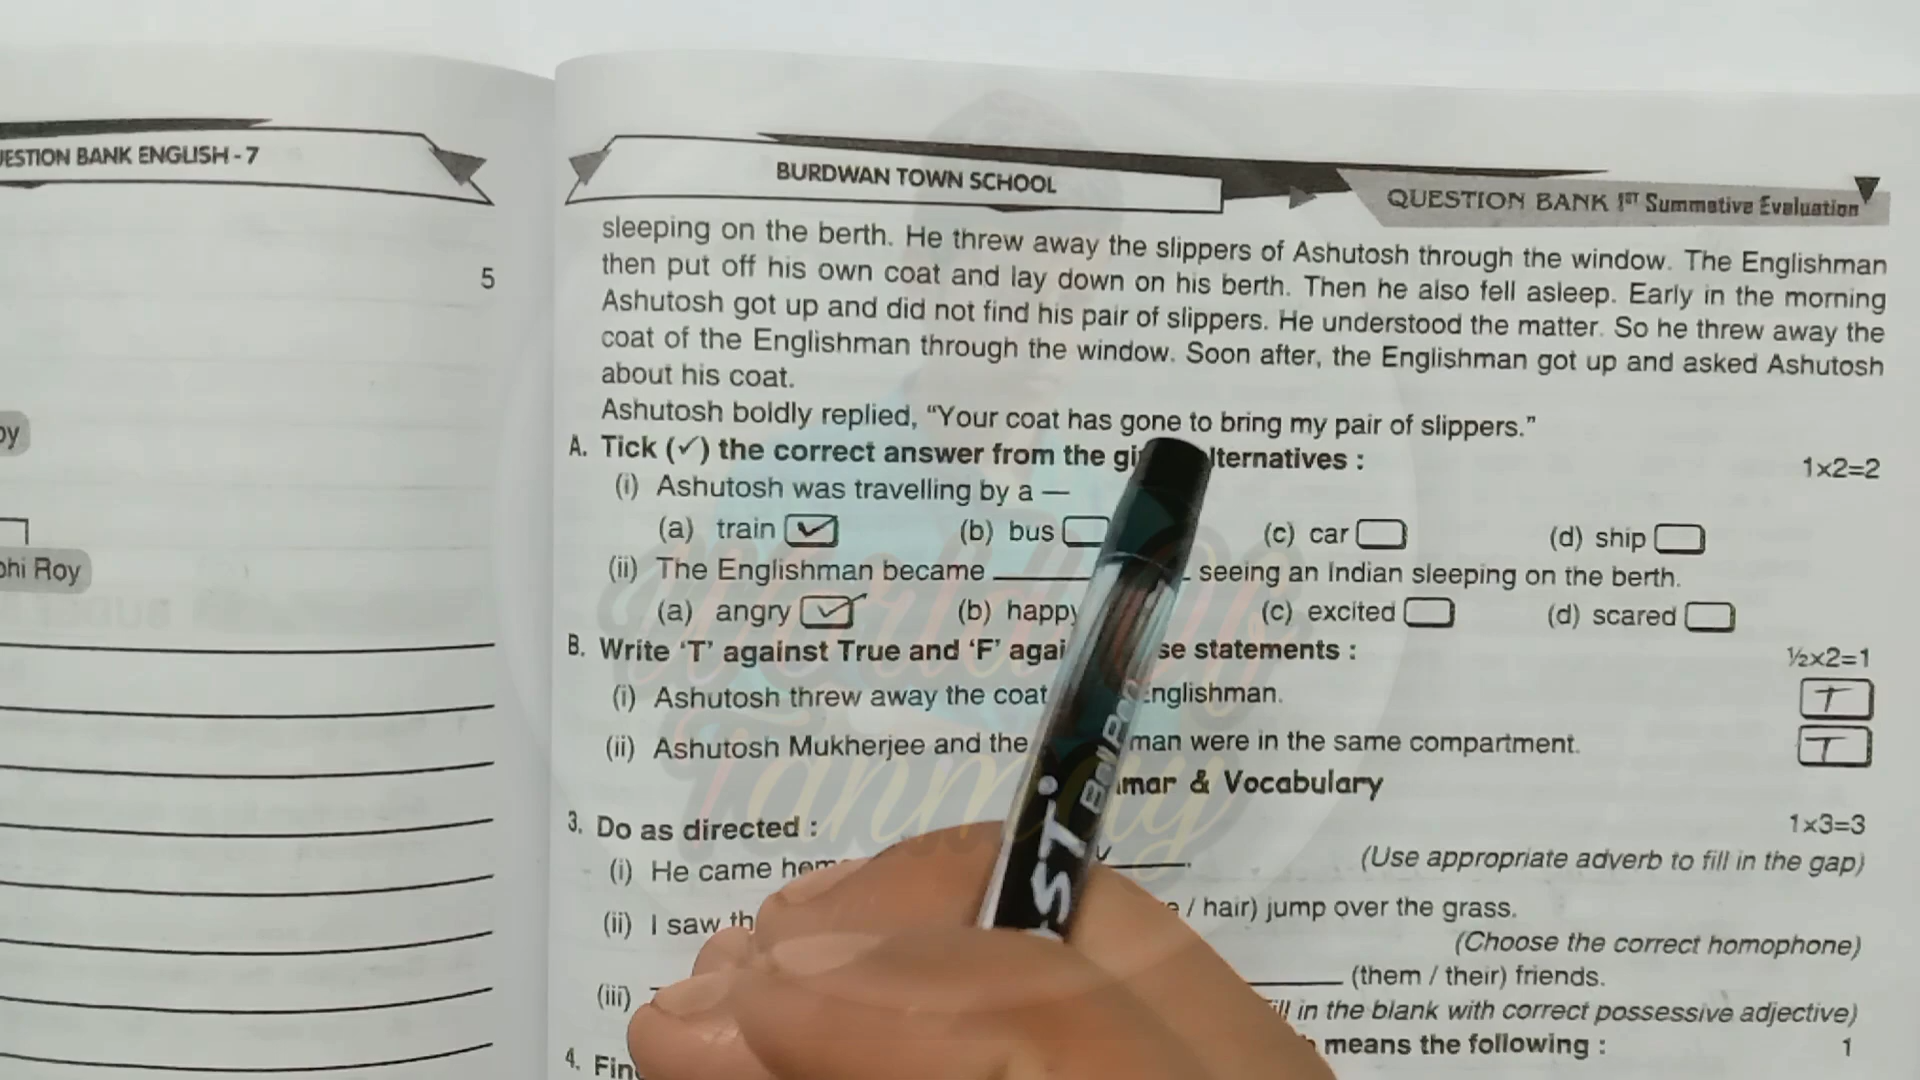 ESTION BANK ENGLISH - 7
5
Roy
BURDWAN TOWN SCHOOL
QUESTION BANK 1ST Summative Evaluation
sleeping on the berth. He threw away the slippers of Ashutosh through the window. The Englishman
then put off his own coat and lay down on his berth. Then he also fell asleep. Early in the morning
Ashutosh got up and did not find his pair of slippers. He understood the matter. So he threw away the
coat of the Englishman through the window. Soon after, the Englishman got up and asked Ashutosh
about his coat.
Ashutosh boldly replied, “Your coat has gone to bring my pair of slippers.”
A. Tick (✓) the correct answer from the lternatives : 1×2=2
(i) Ashutosh was travelling by a —
(a) train ✓ (b) bus (c) car (d) ship
(ii) The Englishman became ______ seeing an Indian sleeping on the berth.
(a) angry ✓ (b) happy (c) excited (d) scared
B. Write ‘T’ against True and ‘F’ agai se statements : ½×2=1
(i) Ashutosh threw away the coat Englishman. T
(ii) Ashutosh Mukherjee and the man were in the same compartment. T
mar & Vocabulary
3. Do as directed : 1×3=3
(i) He came ______. (Use appropriate adverb to fill in the gap)
(ii) I saw / hair) jump over the grass.
(Choose the correct homophone)
(iii) ______ (them / their) friends.
in the blank with correct possessive adjective)
4. means the following : 1
World Of
Tanmay